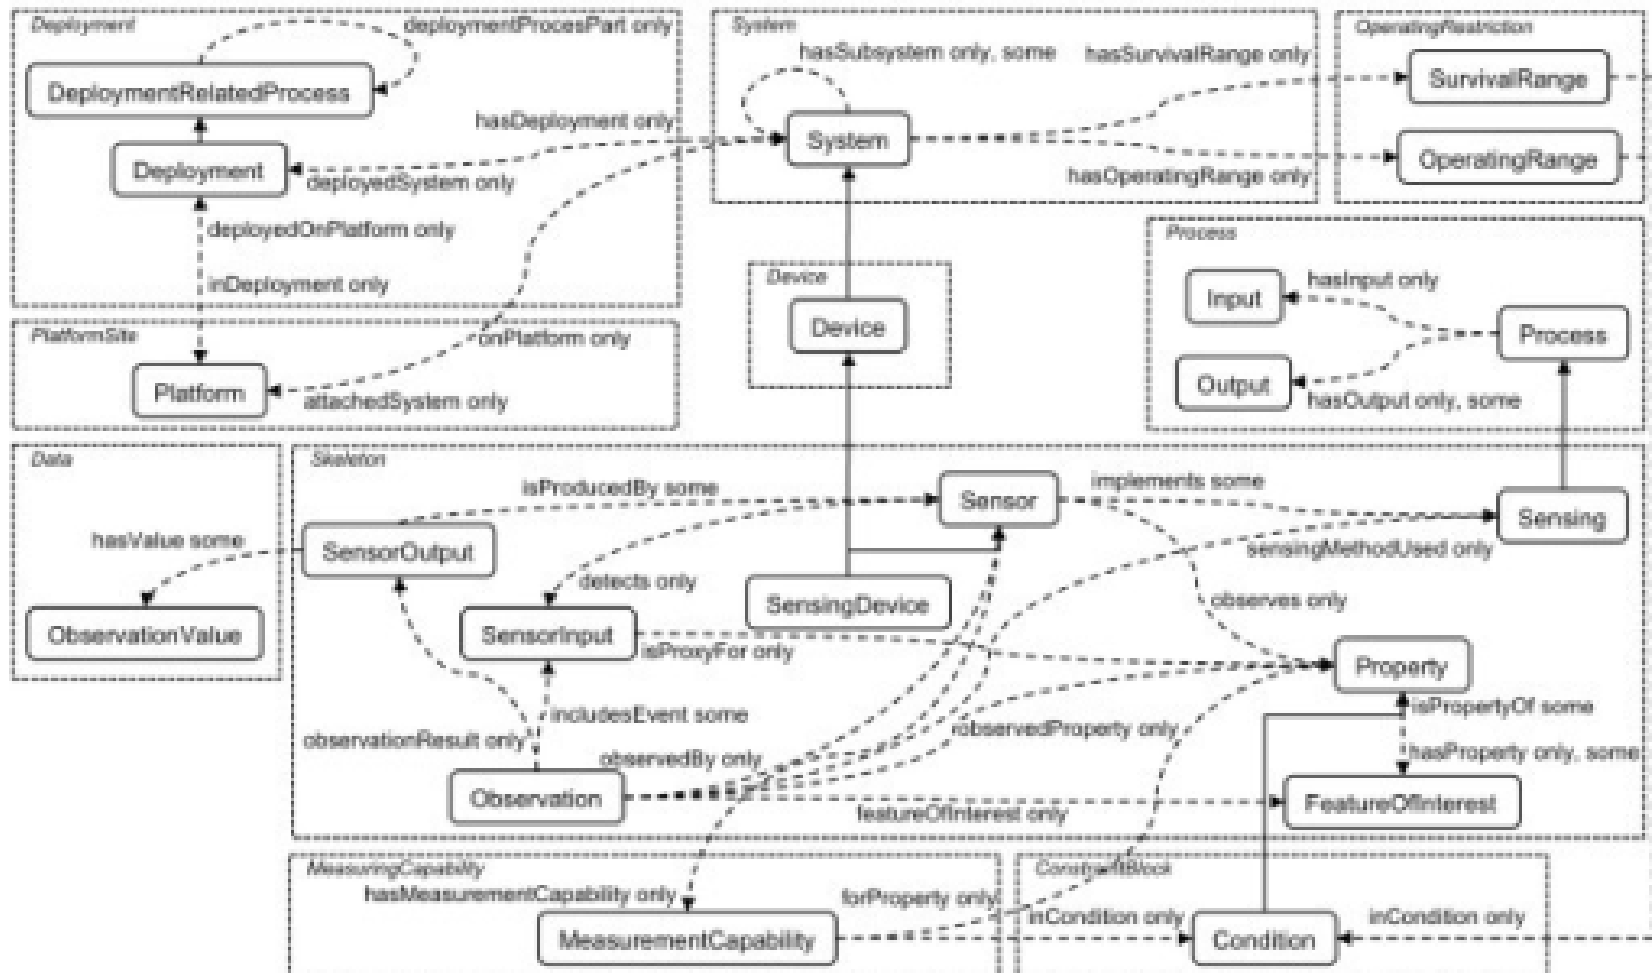 Deployment
deploymentProcesPart only
DeploymentRelatedProcess
hasDeployment only
Deployment
deployedSystem only
deployedOnPlatform only
inDeployment only
System
hasSubsystem only, some
hasSurvivalRange only
System
hasOperatingRange only
OperatingRestriction
SurvivalRange
OperatingRange
PlatformSite
onPlatform only
Platform
attachedSystem only
Device
Device
Process
hasInput only
Input
Process
Output
hasOutput only, some
Data
hasValue some
ObservationValue
Skeleton
isProducedBy some
Sensor
implements some
Sensing
SensorOutput
sensingMethodUsed only
detects only
SensingDevice
observes only
SensorInput
isProxyFor only
Property
includesEvent some
isPropertyOf some
observationResult only
observedProperty only
observedBy only
hasProperty only, some
Observation
featureOfInterest only
FeatureOfInterest
MeasuringCapability
hasMeasurementCapability only
forProperty only
MeasurementCapability
ConstraintBlock
inCondition only
Condition
inCondition only